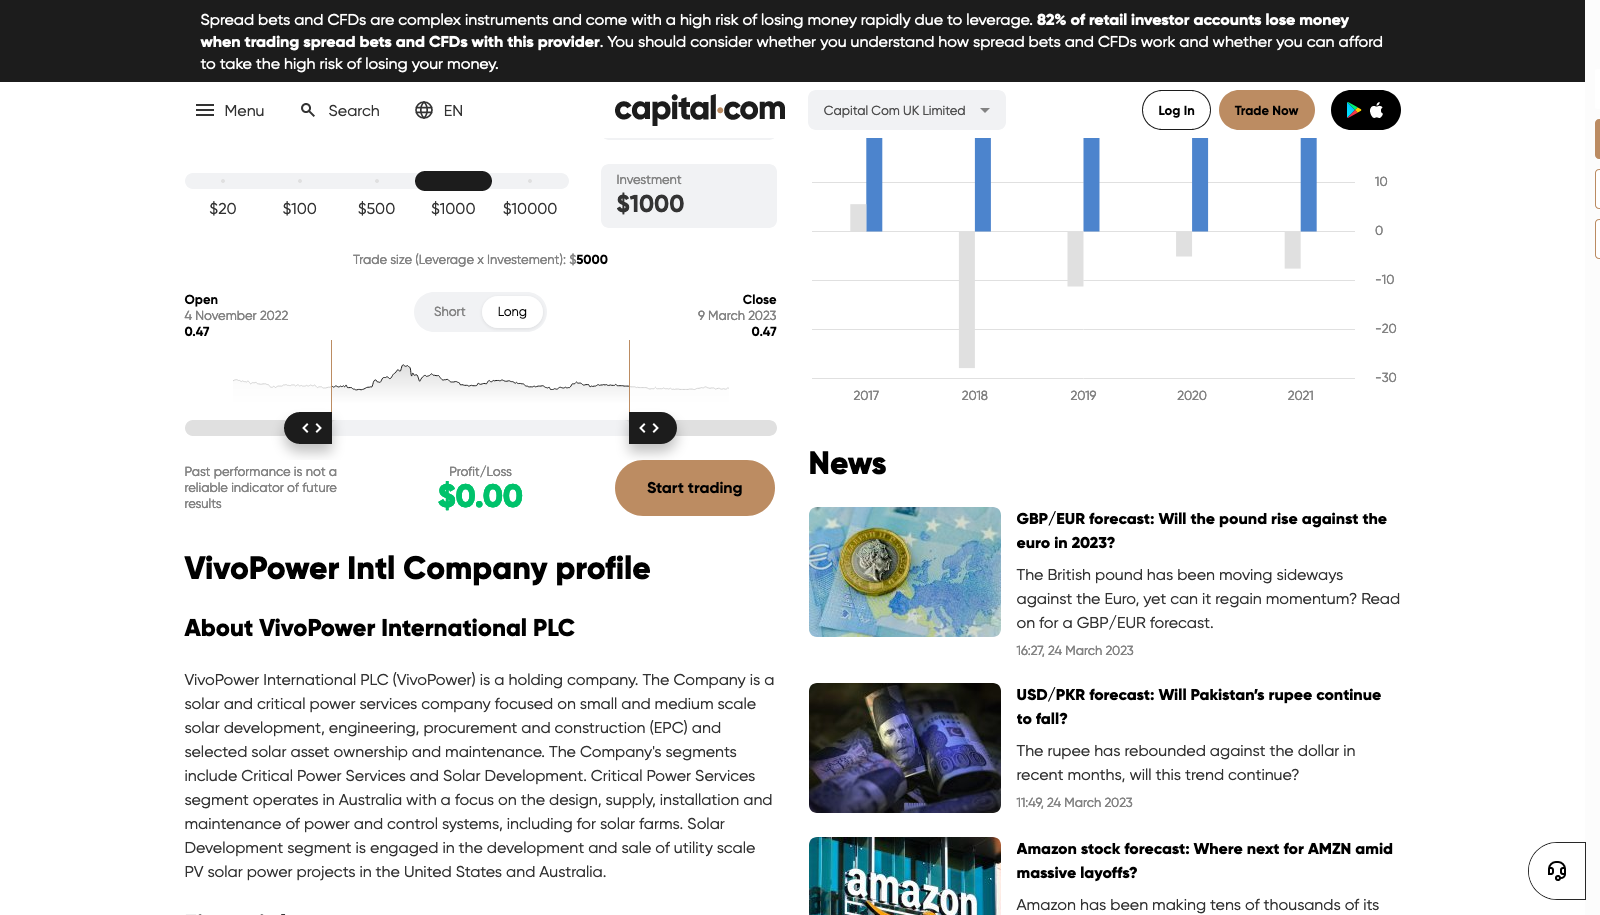 Spread bets and CFDs are complex instruments and come with a high risk of losing money rapidly due to leverage. 82% of retail investor accounts lose money
when trading spread bets and CFDs with this provider. You should consider whether you understand how spread bets and CFDs work and whether you can afford
to take the high risk of losing your money.
Menu
Search
EN
capital.com
Capital Com UK Limited
Log In
Trade Now
$20
$100
$500
$1000
$10000
Investment
$1000
Trade size (Leverage x Investement): $5000
Open
4 November 2022
0.47
Short
Long
Close
9 March 2023
0.47
Past performance is not a
reliable indicator of future
results
Profit/Loss
$0.00
Start trading
VivoPower Intl Company profile
About VivoPower International PLC
VivoPower International PLC (VivoPower) is a holding company. The Company is a
solar and critical power services company focused on small and medium scale
solar development, engineering, procurement and construction (EPC) and
selected solar asset ownership and maintenance. The Company's segments
include Critical Power Services and Solar Development. Critical Power Services
segment operates in Australia with a focus on the design, supply, installation and
maintenance of power and control systems, including for solar farms. Solar
Development segment is engaged in the development and sale of utility scale
PV solar power projects in the United States and Australia.
10
0
-10
-20
-30
2017
2018
2019
2020
2021
News
GBP/EUR forecast: Will the pound rise against the
euro in 2023?
The British pound has been moving sideways
against the Euro, yet can it regain momentum? Read
on for a GBP/EUR forecast.
16:27, 24 March 2023
USD/PKR forecast: Will Pakistan’s rupee continue
to fall?
The rupee has rebounded against the dollar in
recent months, will this trend continue?
11:49, 24 March 2023
amazon
Amazon stock forecast: Where next for AMZN amid
massive layoffs?
Amazon has been making tens of thousands of its